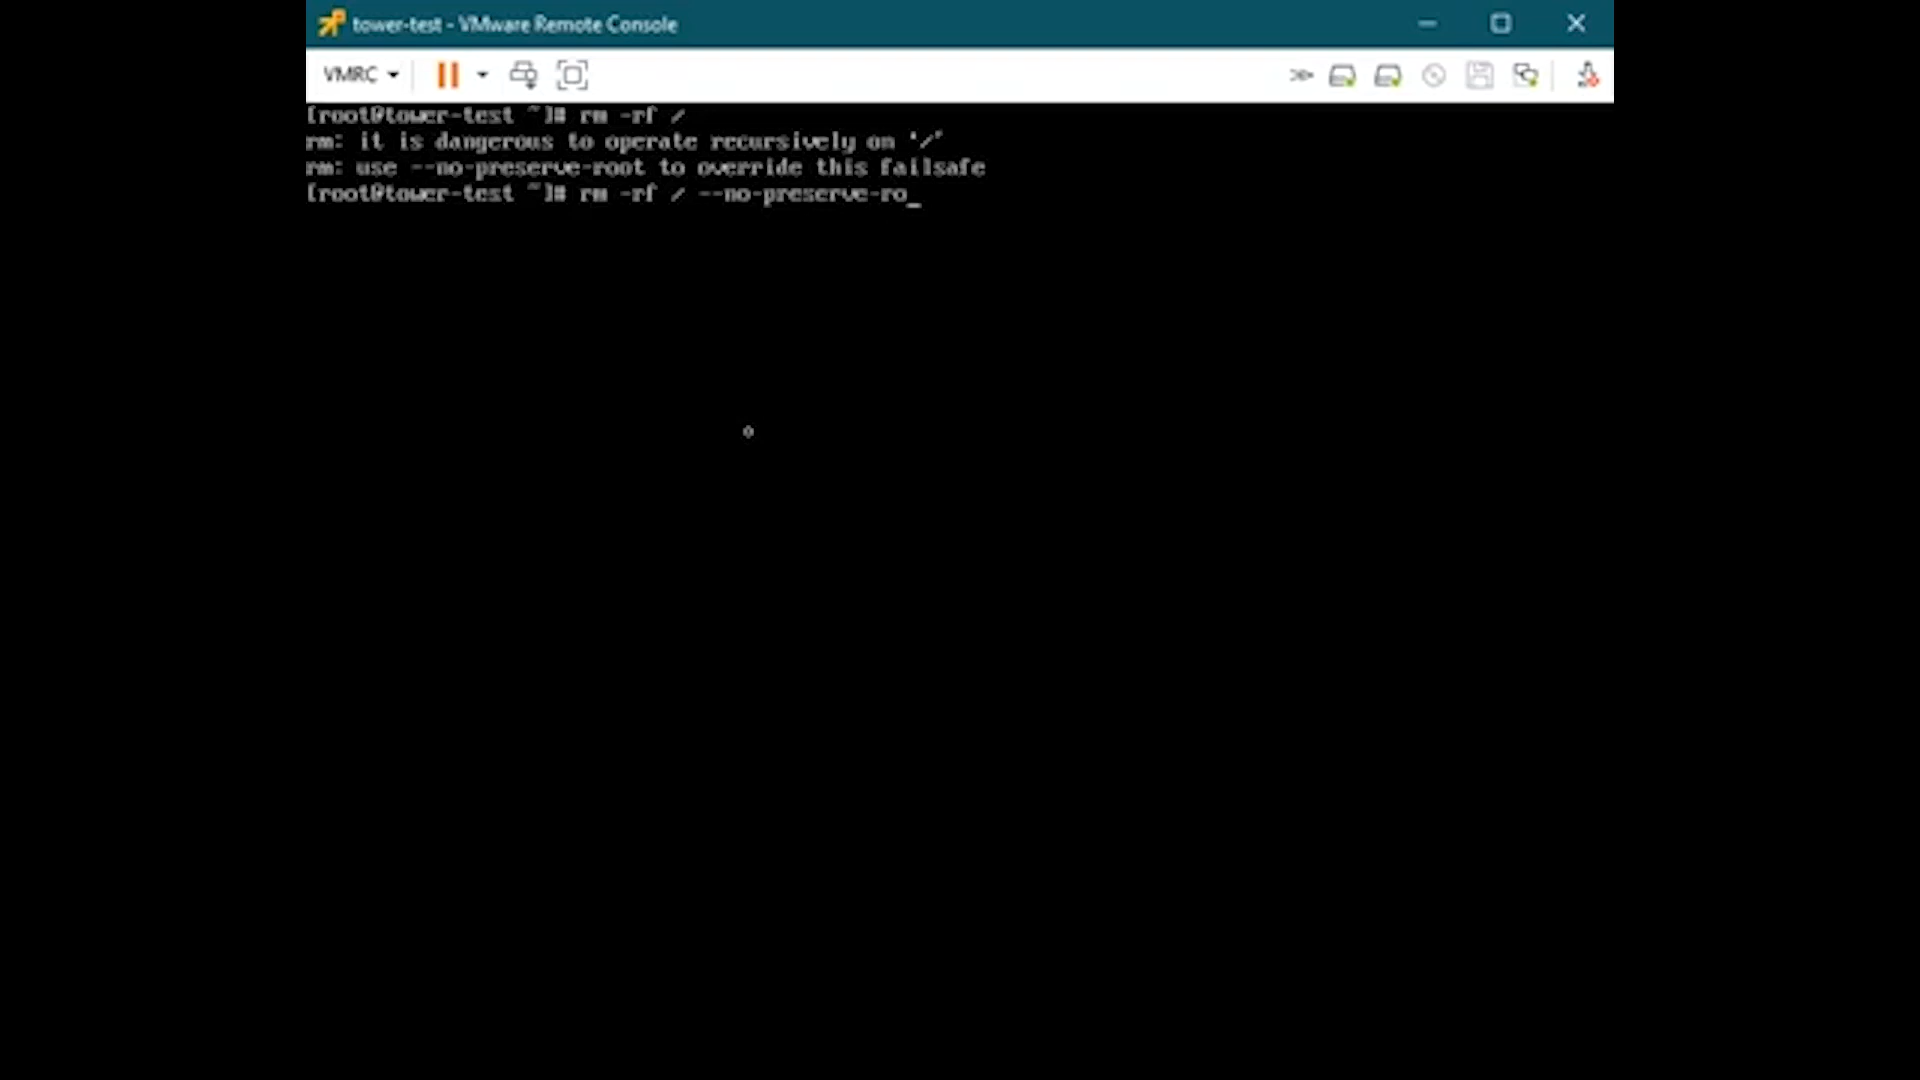 tower-test - VMware Remote Console
VMRC
[root@tower-test ~]# rm -rf /
rm: it is dangerous to operate recursively on '/'
rm: use --no-preserve-root to override this failsafe
[root@tower-test ~]# rm -rf / --no-preserve-ro_